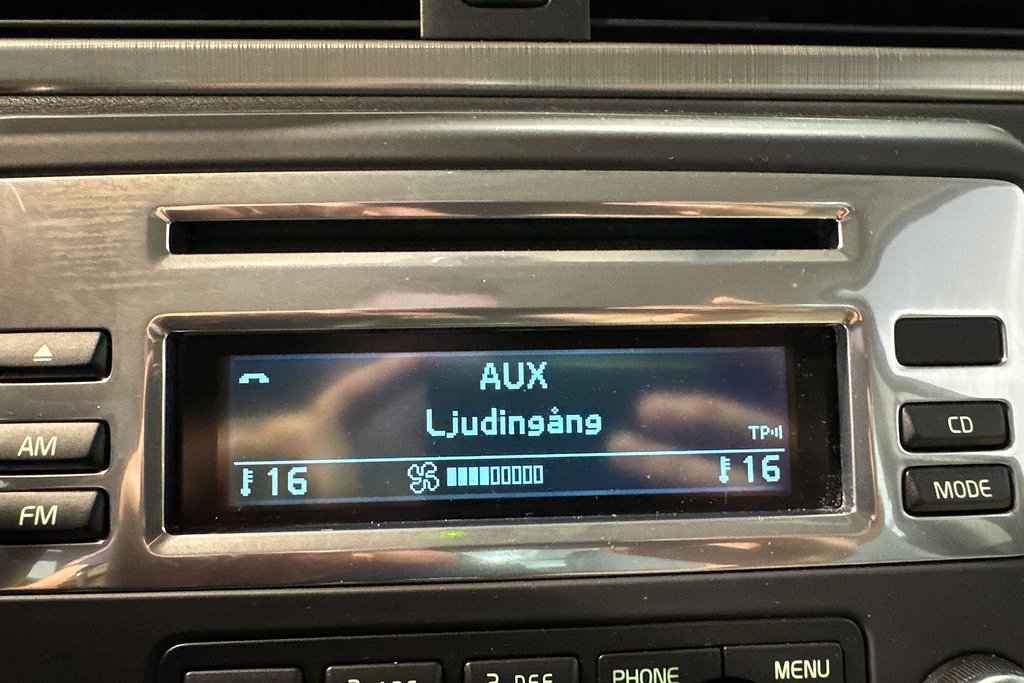 AUX
Ljudingång
TP
16
16
AM
FM
CD
MODE
PHONE
MENU